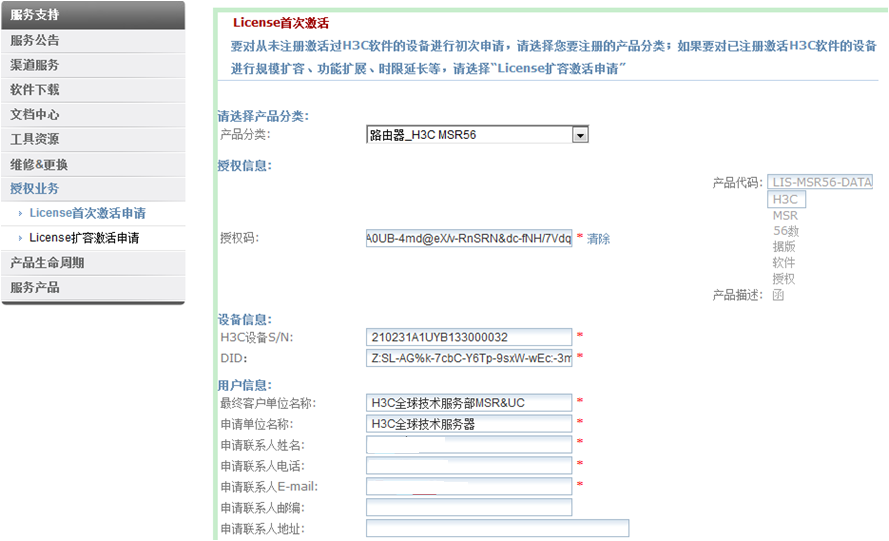 服务支持
服务公告
渠道服务
软件下载
文档中心
工具资源
维修&更换
授权业务
License首次激活申请
License扩容激活申请
产品生命周期
服务产品
License首次激活
要对从未注册激活过H3C软件的设备进行初次申请，请选择您要注册的产品分类；如果要对已注册激活H3C软件的设备
进行规模扩容、功能扩展、时限延长等，请选择“License扩容激活申请”
请选择产品分类:
产品分类: 路由器_H3C MSR56
授权信息:
产品代码: LIS-MSR56-DATA
H3C
MSR
56数
据版
软件
授权
产品描述: 函
授权码: A0UB-4md@eX/v-RnSRN&dc-fNH/7Vdq * 清除
设备信息:
H3C设备S/N: 210231A1UYB133000032 *
DID: Z:SL-AG%k-7cbC-Y6Tp-9sxW-wEc:-3m *
用户信息:
最终客户单位名称: H3C全球技术服务部MSR&UC *
申请单位名称: H3C全球技术服务器 *
申请联系人姓名: *
申请联系人电话: *
申请联系人E-mail: *
申请联系人邮编:
申请联系人地址: